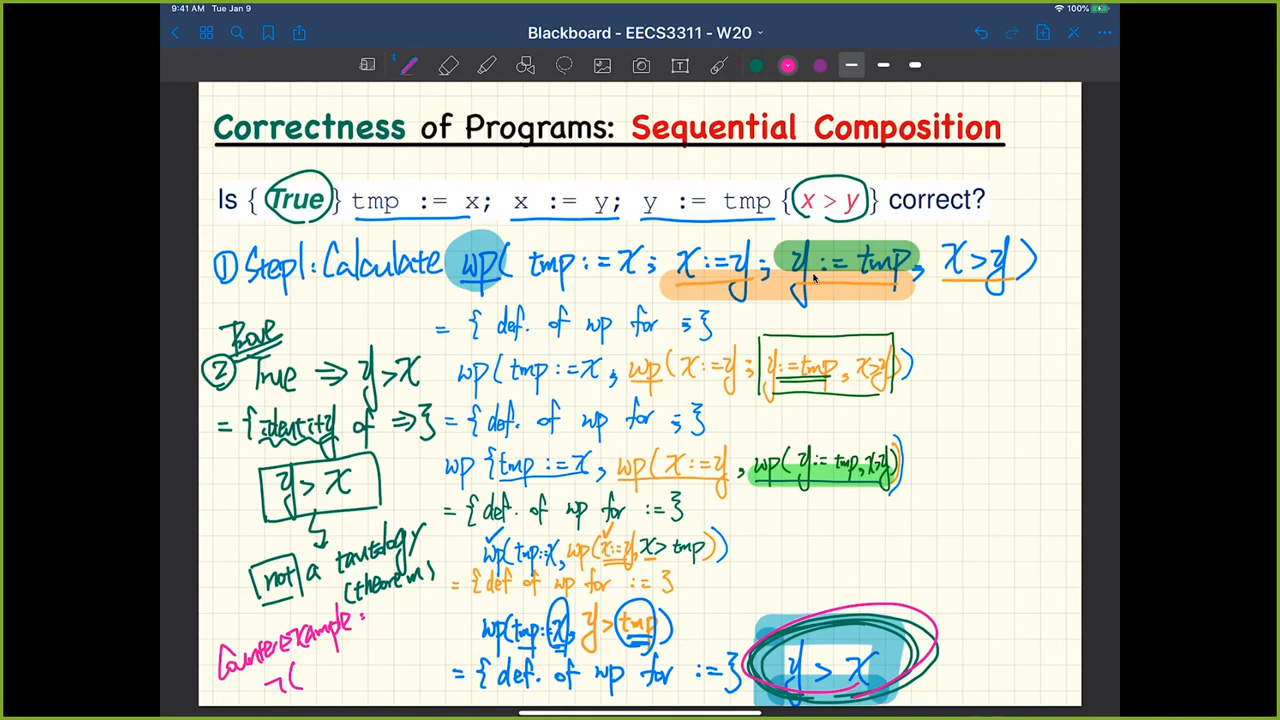 9:41 AM Tue Jan 9
100%
Blackboard - EECS3311 - W20
Correctness of Programs: Sequential Composition
Is { True } tmp := x; x := y; y := tmp { x > y } correct?
① Step1: Calculate wp( tmp := x ; x := y ; y := tmp , x > y )
= { def. of wp for ; }
wp( tmp := x , wp( x := y ; y := tmp , x > y ))
= { def. of wp for ; }
wp { tmp := x , wp( x := y , wp( y := tmp , x > y ) ))
= { def. of wp for := }
wp( tmp := x , wp( x := y , x > tmp ))
= { def of wp for := }
wp( tmp := x , y > tmp )
= { def. of wp for := } y > x
Prove
② True ⇒ y > x
= { identity of ⇒ }
y > x
not a tautology
(theorem)
Counterexample :
¬(